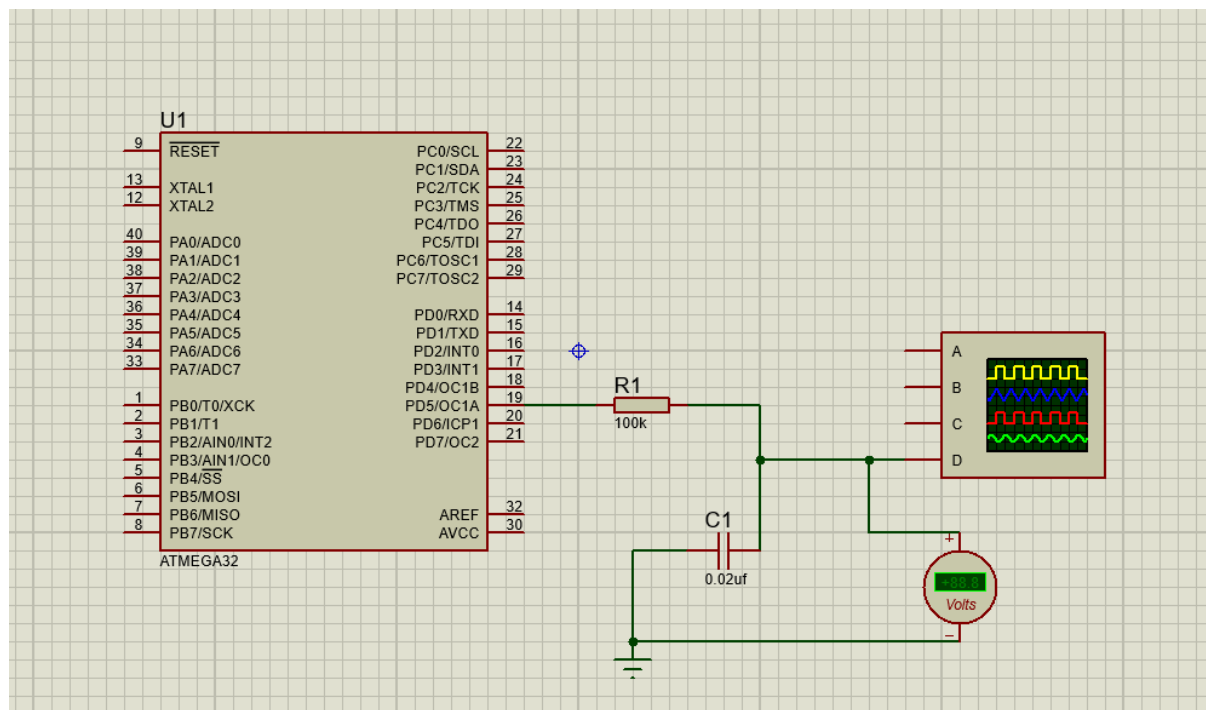 U1
9 RESET
13 XTAL1
12 XTAL2
40 PA0/ADC0
39 PA1/ADC1
38 PA2/ADC2
37 PA3/ADC3
36 PA4/ADC4
35 PA5/ADC5
34 PA6/ADC6
33 PA7/ADC7
1 PB0/T0/XCK
2 PB1/T1
3 PB2/AIN0/INT2
4 PB3/AIN1/OC0
5 PB4/SS
6 PB5/MOSI
7 PB6/MISO
8 PB7/SCK
PC0/SCL 22
PC1/SDA 23
PC2/TCK 24
PC3/TMS 25
PC4/TDO 26
PC5/TDI 27
PC6/TOSC1 28
PC7/TOSC2 29
PD0/RXD 14
PD1/TXD 15
PD2/INT0 16
PD3/INT1 17
PD4/OC1B 18
PD5/OC1A 19
PD6/ICP1 20
PD7/OC2 21
AREF 32
AVCC 30
ATMEGA32
R1
100k
C1
0.02uf
A
B
C
D
+
+88.8
Volts
−